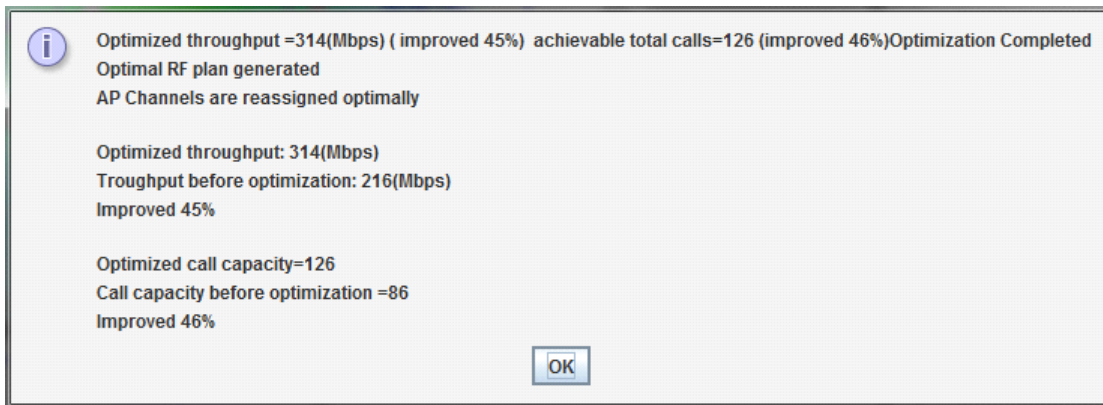 Optimized throughput =314(Mbps) ( improved 45%)  achievable total calls=126 (improved 46%)Optimization Completed
Optimal RF plan generated
AP Channels are reassigned optimally
Optimized throughput: 314(Mbps)
Troughput before optimization: 216(Mbps)
Improved 45%
Optimized call capacity=126
Call capacity before optimization =86
Improved 46%
OK